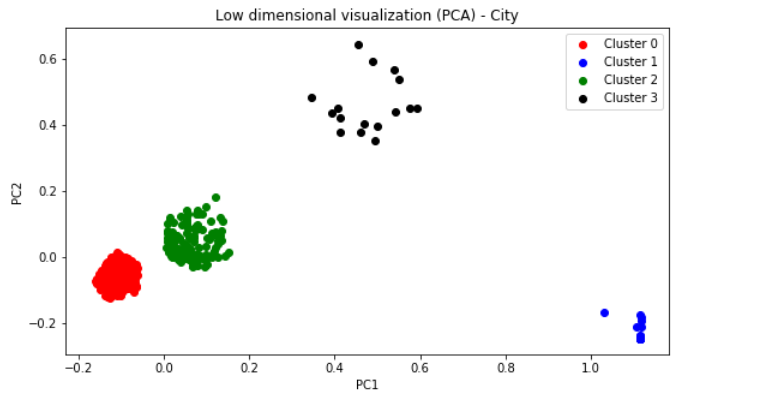 Low dimensional visualization (PCA) - City
Cluster 0
Cluster 1
Cluster 2
Cluster 3
PC2
0.6
0.4
0.2
0.0
−0.2
−0.2 0.0 0.2 0.4 0.6 0.8 1.0
PC1